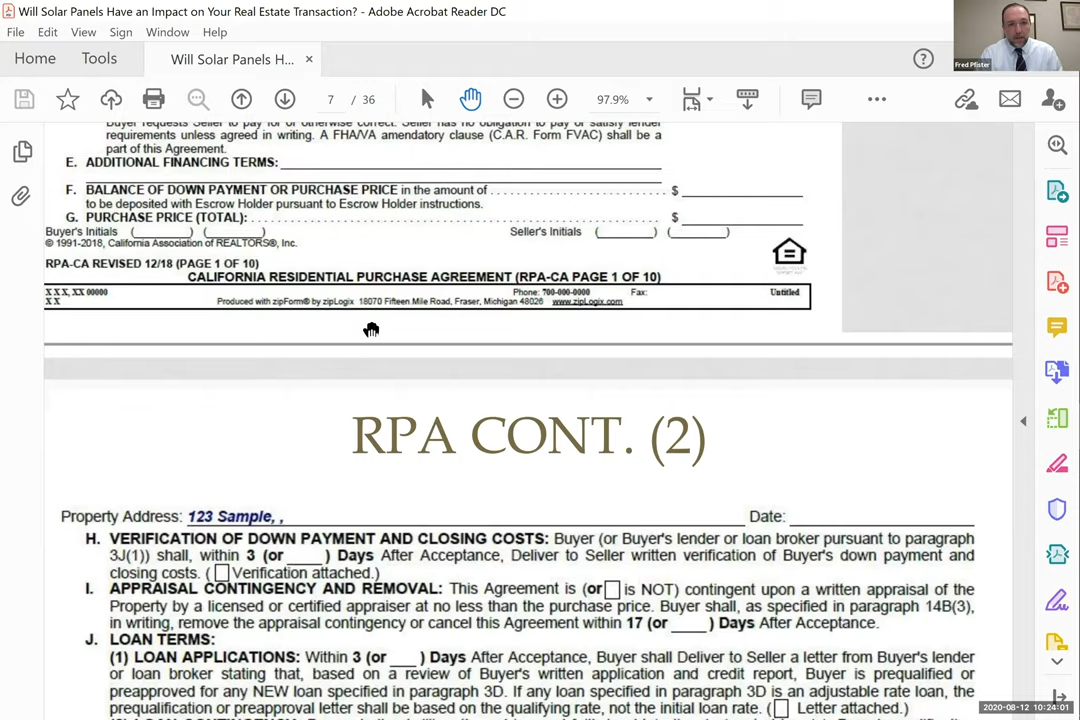 Will Solar Panels Have an Impact on Your Real Estate Transaction? - Adobe Acrobat Reader DC
File Edit View Sign Window Help
Home Tools Will Solar Panels H... ×
7 / 36 97.9%
Fred Pfister
Buyer requests Seller to pay for or otherwise correct. Seller has no obligation to pay or satisfy lender
requirements unless agreed in writing. A FHA/VA amendatory clause (C.A.R. Form FVAC) shall be a
part of this Agreement.
E. ADDITIONAL FINANCING TERMS:
F. BALANCE OF DOWN PAYMENT OR PURCHASE PRICE in the amount of $
to be deposited with Escrow Holder pursuant to Escrow Holder instructions.
G. PURCHASE PRICE (TOTAL): $
Buyer's Initials ( ) ( ) Seller's Initials ( ) ( )
© 1991-2018, California Association of REALTORS®, Inc.
RPA-CA REVISED 12/18 (PAGE 1 OF 10)
CALIFORNIA RESIDENTIAL PURCHASE AGREEMENT (RPA-CA PAGE 1 OF 10)
X X X, XX 00000 Phone: 700-000-0000 Fax: Untitled
X X Produced with zipForm® by zipLogix 18070 Fifteen Mile Road, Fraser, Michigan 48026 www.zipLogix.com
RPA CONT. (2)
Property Address: 123 Sample, , Date:
H. VERIFICATION OF DOWN PAYMENT AND CLOSING COSTS: Buyer (or Buyer's lender or loan broker pursuant to paragraph
3J(1)) shall, within 3 (or ____ ) Days After Acceptance, Deliver to Seller written verification of Buyer's down payment and
closing costs. ( Verification attached.)
I. APPRAISAL CONTINGENCY AND REMOVAL: This Agreement is (or is NOT) contingent upon a written appraisal of the
Property by a licensed or certified appraiser at no less than the purchase price. Buyer shall, as specified in paragraph 14B(3),
in writing, remove the appraisal contingency or cancel this Agreement within 17 (or ____ ) Days After Acceptance.
J. LOAN TERMS:
(1) LOAN APPLICATIONS: Within 3 (or ___ ) Days After Acceptance, Buyer shall Deliver to Seller a letter from Buyer's lender
or loan broker stating that, based on a review of Buyer's written application and credit report, Buyer is prequalified or
preapproved for any NEW loan specified in paragraph 3D. If any loan specified in paragraph 3D is an adjustable rate loan, the
prequalification or preapproval letter shall be based on the qualifying rate, not the initial loan rate. ( Letter attached.)
2020-08-12 10:24:01